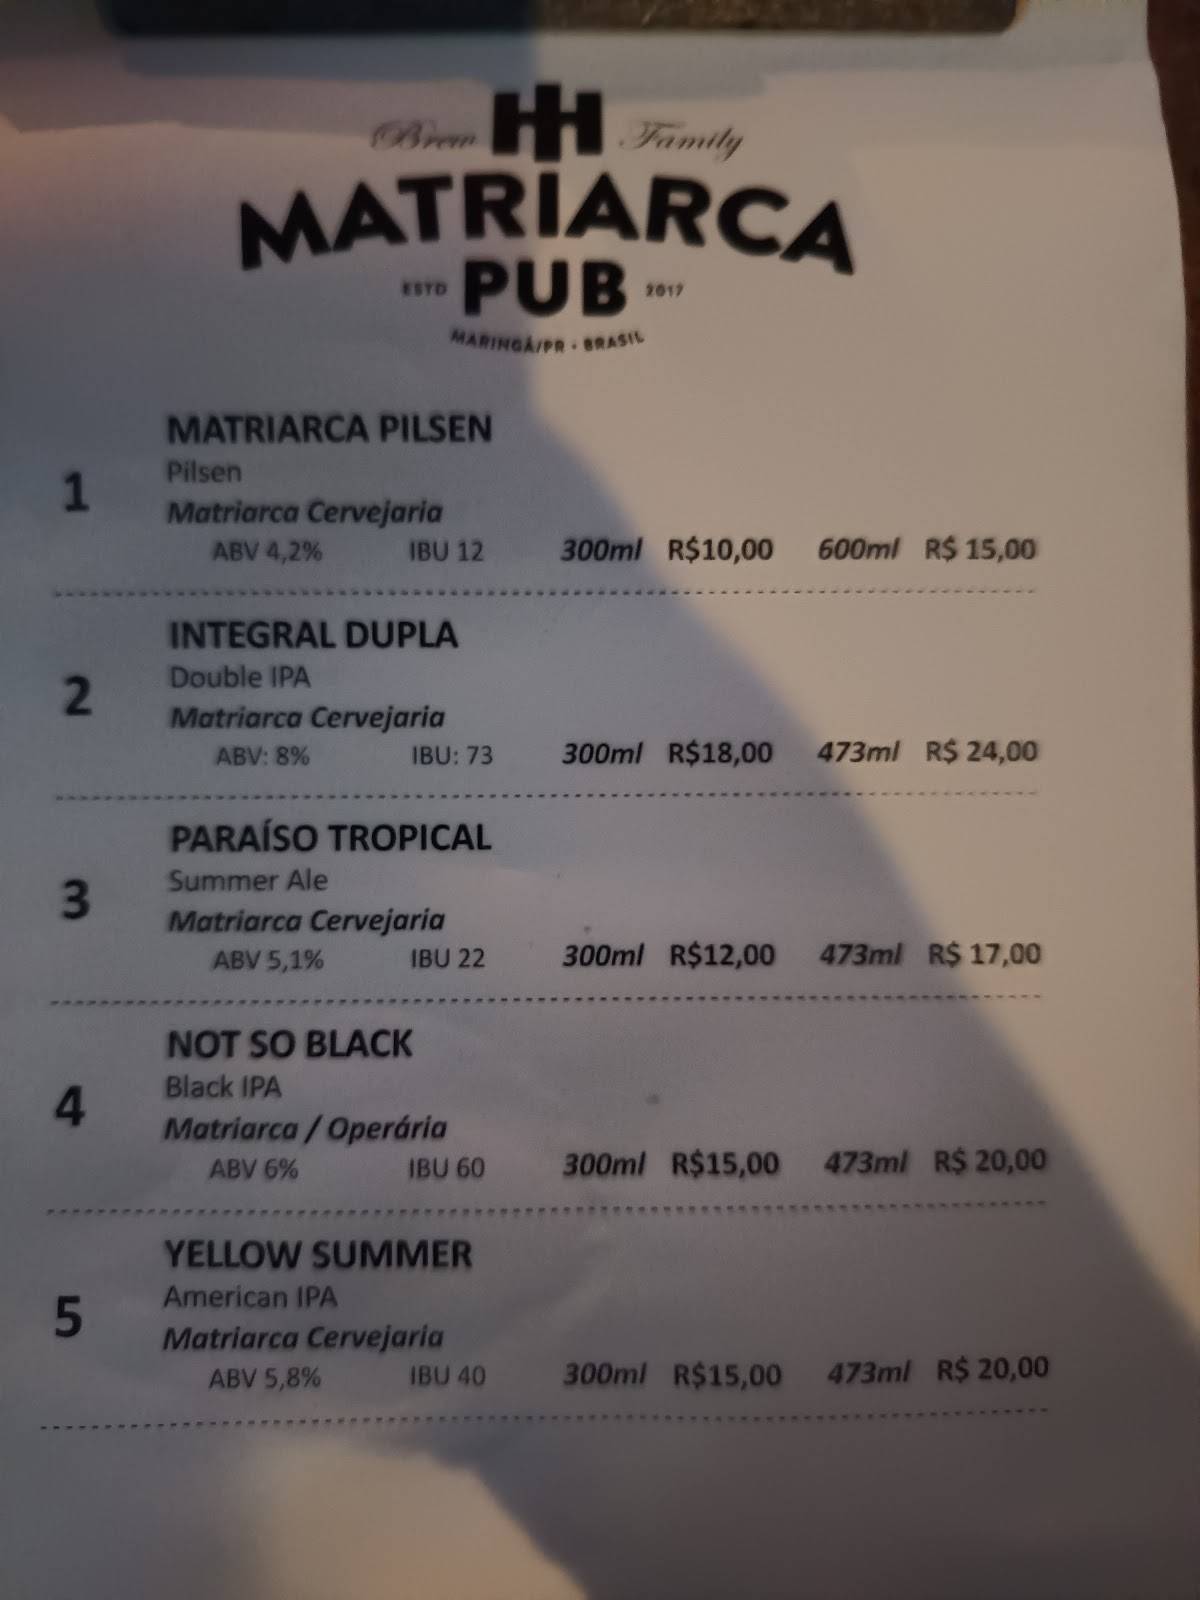 Brew Family
MATRIARCA
ESTD PUB 2017
MARINGÁ/PR • BRASIL
MATRIARCA PILSEN
1
Pilsen
Matriarca Cervejaria
ABV 4,2% IBU 12 300ml R$10,00 600ml R$ 15,00
INTEGRAL DUPLA
2
Double IPA
Matriarca Cervejaria
ABV: 8% IBU: 73 300ml R$18,00 473ml R$ 24,00
PARAÍSO TROPICAL
3
Summer Ale
Matriarca Cervejaria
ABV 5,1% IBU 22 300ml R$12,00 473ml R$ 17,00
NOT SO BLACK
4
Black IPA
Matriarca / Operária
ABV 6% IBU 60 300ml R$15,00 473ml R$ 20,00
YELLOW SUMMER
5
American IPA
Matriarca Cervejaria
ABV 5,8% IBU 40 300ml R$15,00 473ml R$ 20,00